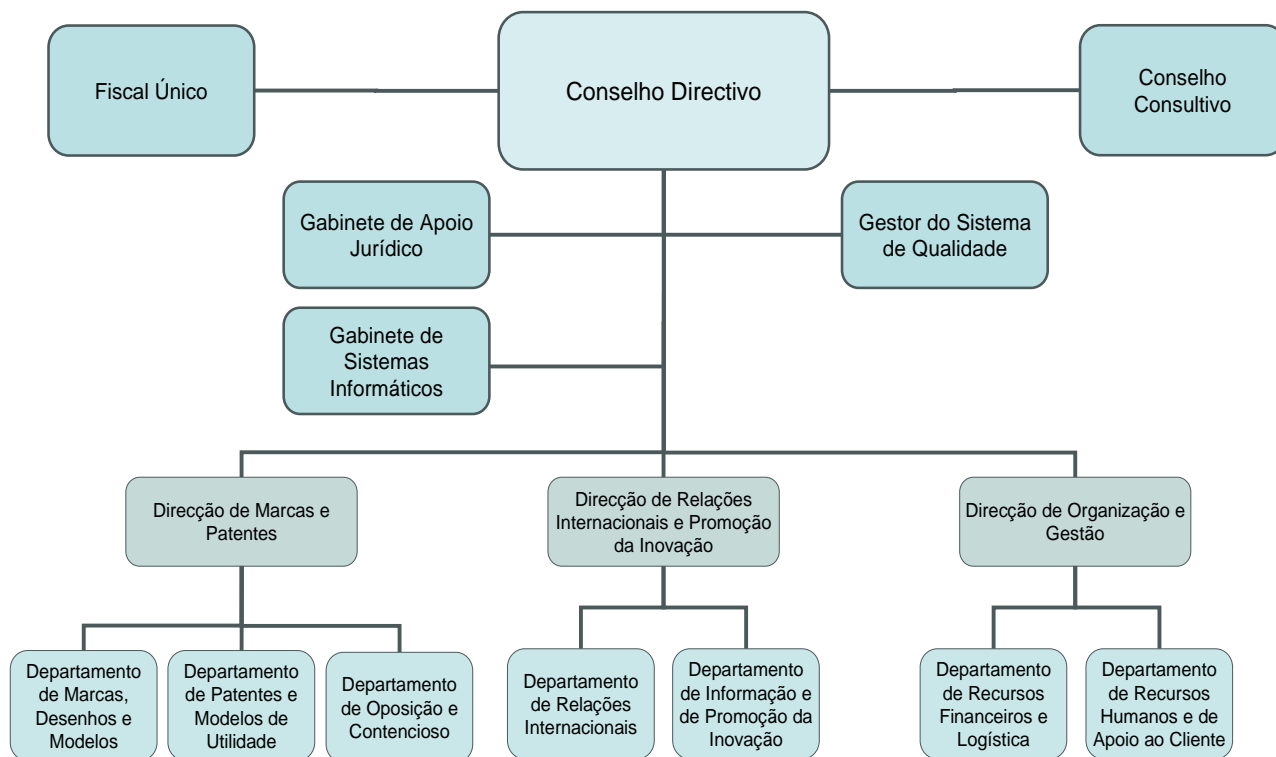 Fiscal Único
Conselho Directivo
Conselho
Consultivo
Gabinete de Apoio
Jurídico
Gestor do Sistema
de Qualidade
Gabinete de
Sistemas
Informáticos
Direcção de Marcas e
Patentes
Direcção de Relações
Internacionais e Promoção
da Inovação
Direcção de Organização e
Gestão
Departamento
de Marcas,
Desenhos e
Modelos
Departamento
de Patentes e
Modelos de
Utilidade
Departamento
de Oposição e
Contencioso
Departamento
de Relações
Internacionais
Departamento
de Informação e
de Promoção da
Inovação
Departamento
de Recursos
Financeiros e
Logística
Departamento
de Recursos
Humanos e de
Apoio ao Cliente